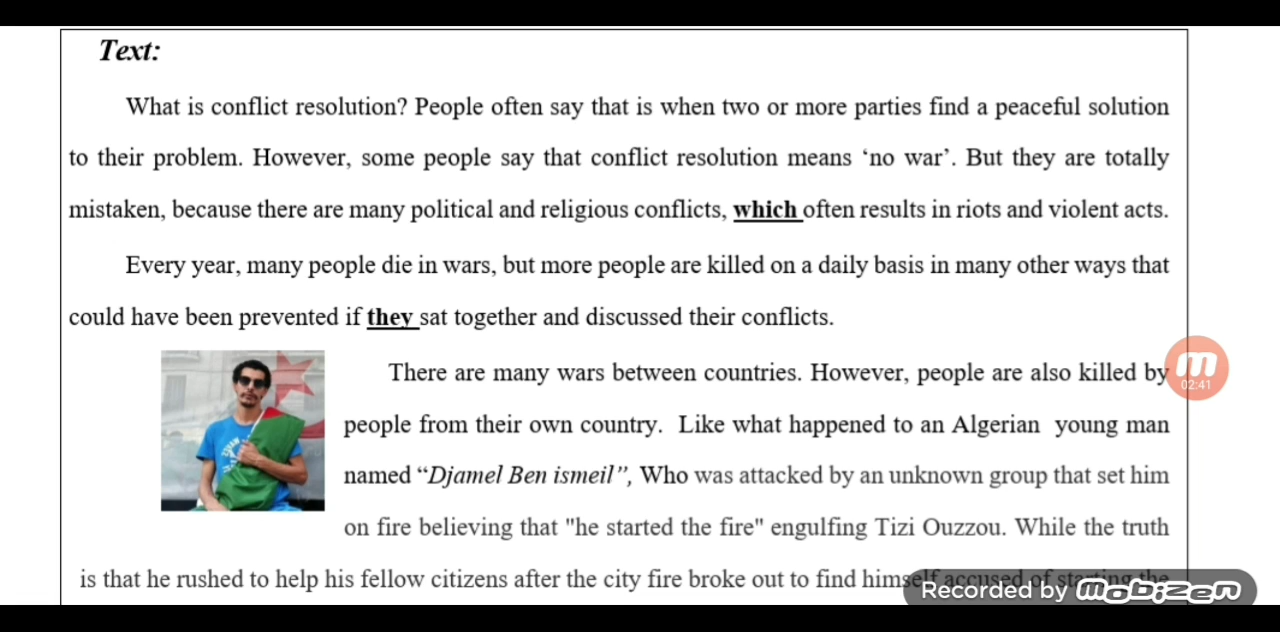 Text:
What is conflict resolution? People often say that is when two or more parties find a peaceful solution
to their problem. However, some people say that conflict resolution means ‘no war’. But they are totally
mistaken, because there are many political and religious conflicts, which often results in riots and violent acts.
Every year, many people die in wars, but more people are killed on a daily basis in many other ways that
could have been prevented if they sat together and discussed their conflicts.
There are many wars between countries. However, people are also killed by
02:41
people from their own country. Like what happened to an Algerian young man
named “Djamel Ben ismeil”, Who was attacked by an unknown group that set him
on fire believing that "he started the fire" engulfing Tizi Ouzzou. While the truth
is that he rushed to help his fellow citizens after the city fire broke out to find himself accused of starting the
Recorded by mobizen